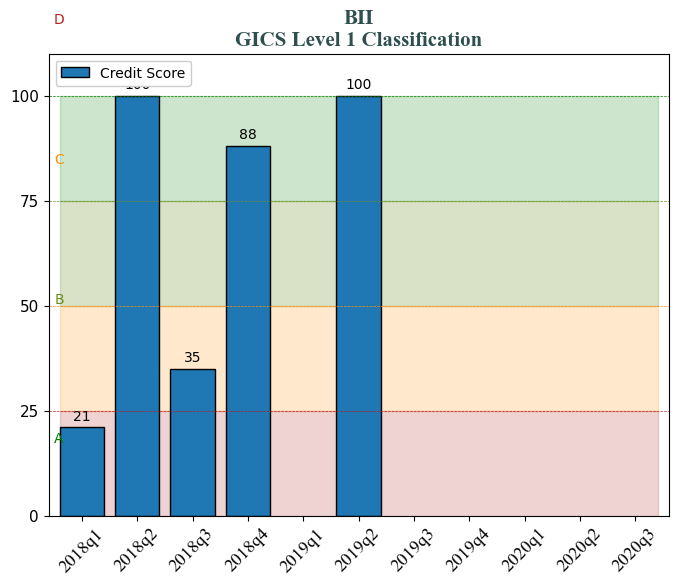 D
BII
GICS Level 1 Classification
Credit Score
100
100
100
C
88
75
50
B
35
25
21
A
0
2018q1 2018q2 2018q3 2018q4 2019q1 2019q2 2019q3 2019q4 2020q1 2020q2 2020q3